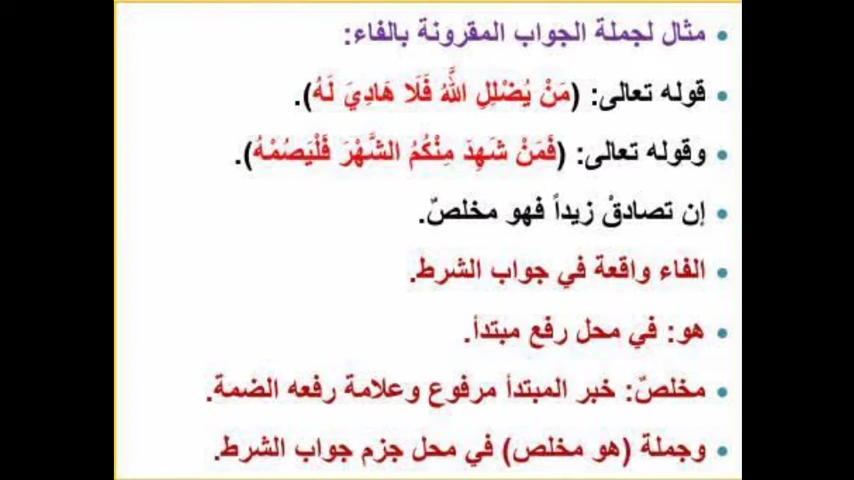 مثال لجملة الجواب المقرونة بالفاء:
قوله تعالى: (مَنْ يُضْلِلِ اللَّهُ فَلَا هَادِيَ لَهُ).
وقوله تعالى: (فَمَنْ شَهِدَ مِنْكُمُ الشَّهْرَ فَلْيَصُمْهُ).
إن تصادقْ زيداً فهو مخلصٌ.
الفاء واقعة في جواب الشرط.
هو: في محل رفع مبتدأ.
مخلصٌ: خبر المبتدأ مرفوع وعلامة رفعه الضمة.
وجملة (هو مخلص) في محل جزم جواب الشرط.